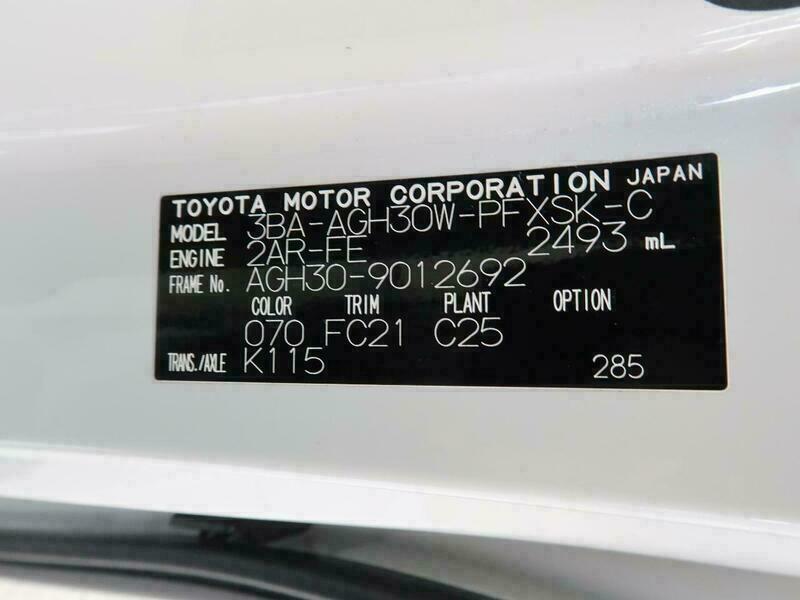 TOYOTA MOTOR CORPORATION JAPAN
MODEL 3BA-AGH30W-PFXSK-C
ENGINE 2AR-FE 2493 mL
FRAME No. AGH30-9012692
COLOR TRIM PLANT OPTION
070 FC21 C25
TRANS./AXLE K115 285